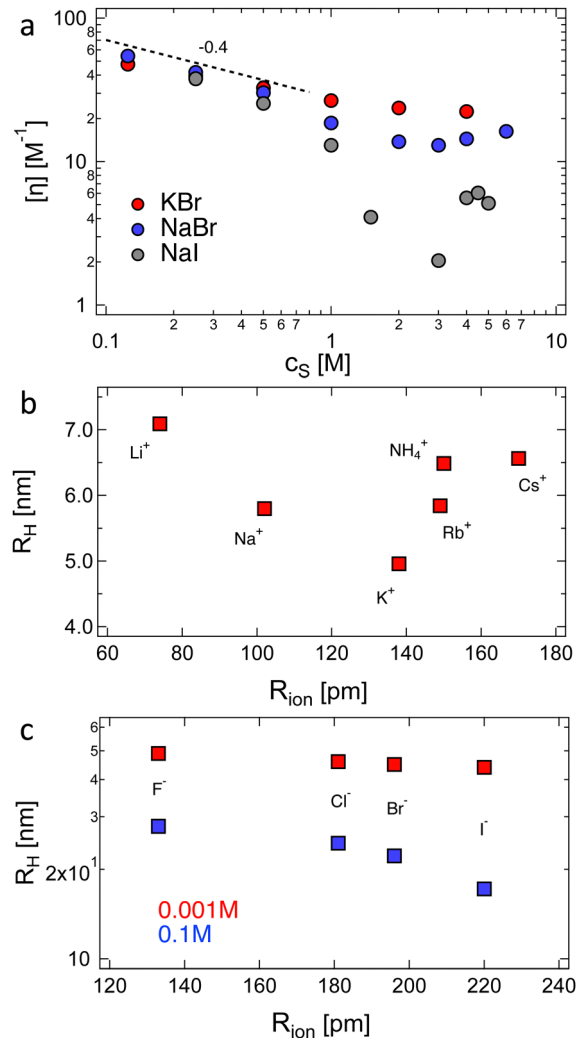 a
100
8
6
4
2
10
8
6
4
2
1
[η] [M⁻¹]
-0.4
KBr
NaBr
NaI
2 3 4 5 6 7 2 3 4 5 6 7
0.1 1 10
c_S [M]
b
7.0
6.0
5.0
4.0
R_H [nm]
Li⁺
Na⁺
K⁺
NH₄⁺
Rb⁺
Cs⁺
60 80 100 120 140 160 180
R_ion [pm]
c
6
5
4
3
2x10¹
10
R_H [nm]
F⁻
Cl⁻
Br⁻
I⁻
0.001M
0.1M
120 140 160 180 200 220 240
R_ion [pm]